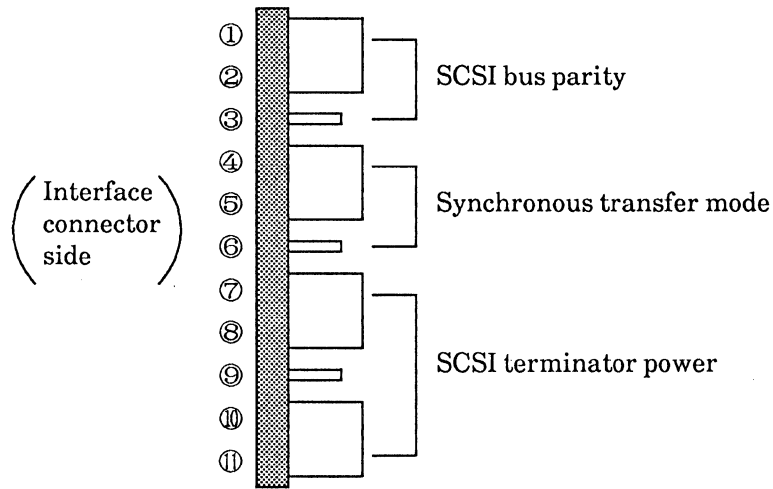 ①
② SCSI bus parity
③
④
Interface
connector
side
⑤ Synchronous transfer mode
⑥
⑦
⑧
SCSI terminator power
⑨
⑩
⑪